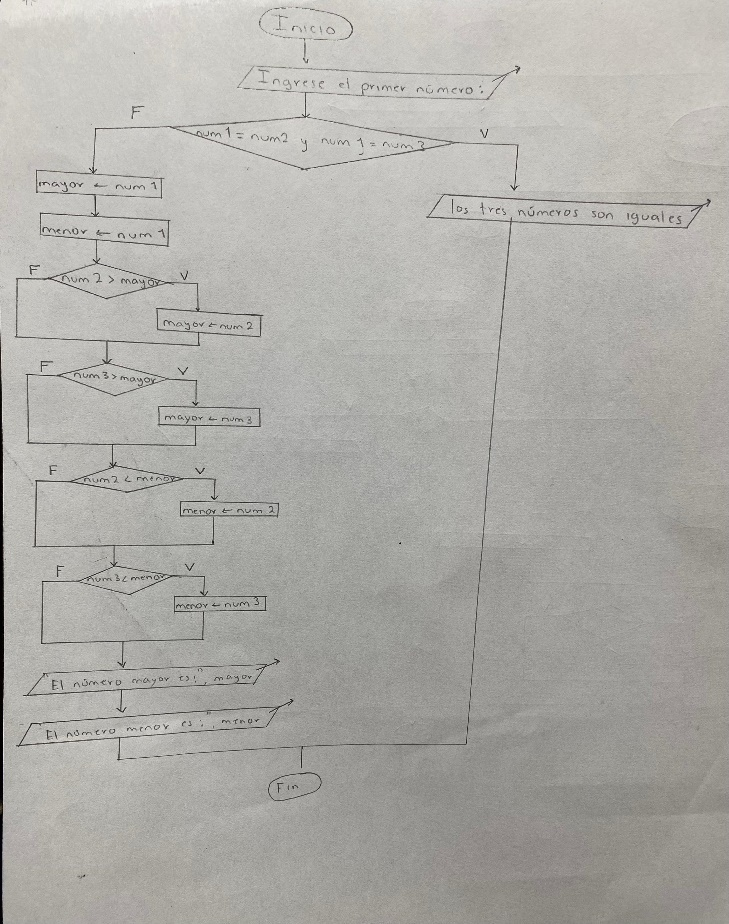 Inicio
Ingrese el primer número:
F
num1 = num2 y num1 = num3
V
mayor ← num1
menor ← num1
los tres números son iguales
F
num2 > mayor
V
mayor ← num2
F
num3 > mayor
V
mayor ← num3
F
num2 < menor
V
menor ← num2
F
num3 < menor
V
menor ← num3
"El número mayor es:", mayor
"El número menor es:", menor
Fin